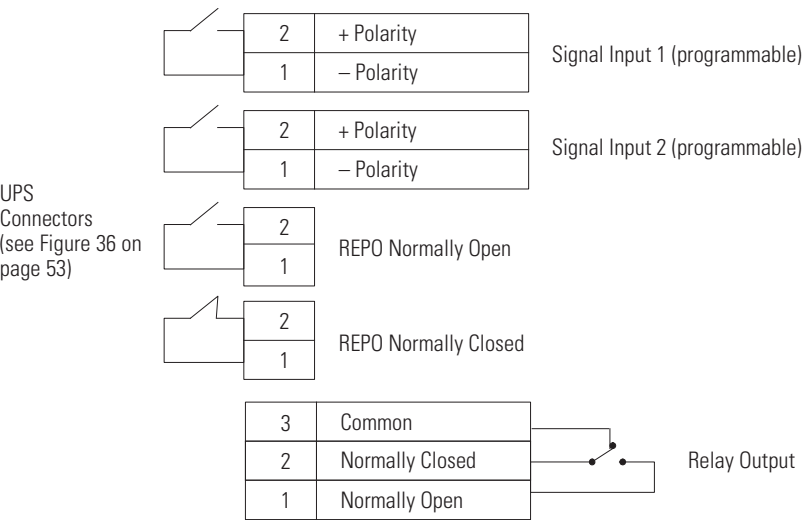 2 + Polarity
1 – Polarity
Signal Input 1 (programmable)
2 + Polarity
1 – Polarity
Signal Input 2 (programmable)
UPS
Connectors
(see Figure 36 on
page 53)
2
1
REPO Normally Open
2
1
REPO Normally Closed
3 Common
2 Normally Closed
1 Normally Open
Relay Output